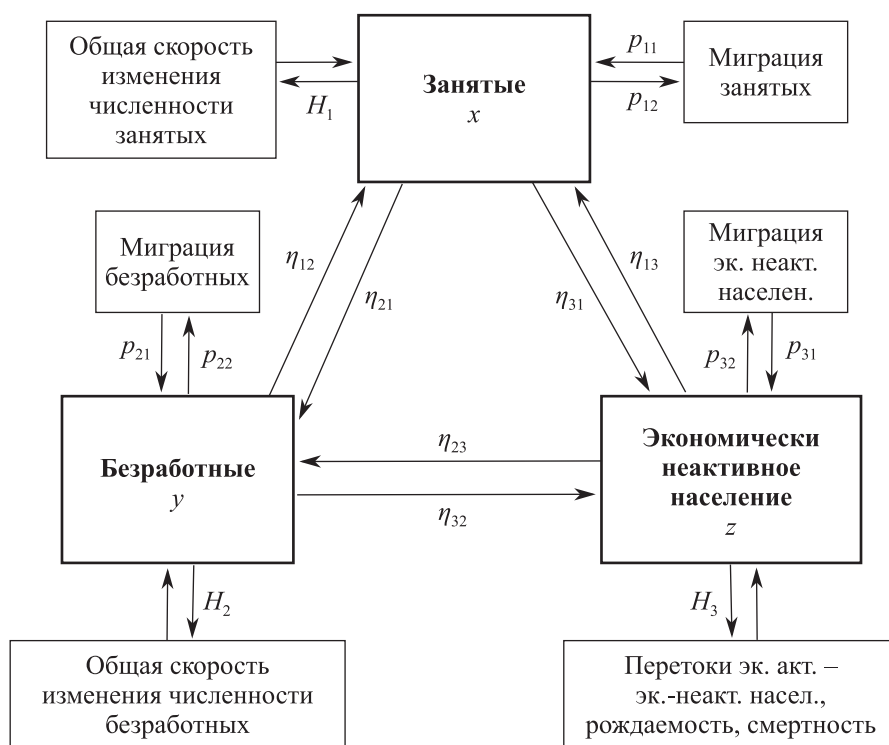 Общая скорость
изменения
численности
занятых
H₁
Занятые
x
p₁₁
p₁₂
Миграция
занятых
Миграция
безработных
η₁₂
η₂₁
η₃₁
η₁₃
Миграция
эк. неакт.
населен.
p₂₁
p₂₂
p₃₂
p₃₁
Безработные
y
η₂₃
η₃₂
Экономически
неактивное
население
z
H₂
H₃
Общая скорость
изменения численности
безработных
Перетоки эк. акт. –
эк.-неакт. насел.,
рождаемость, смертность